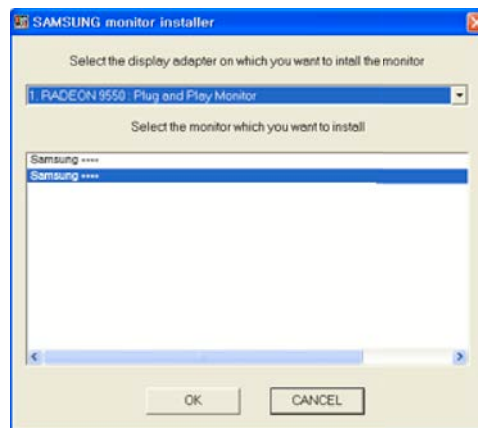 SAMSUNG monitor installer
Select the display adapter on which you want to intall the monitor
1. RADEON 9550 : Plug and Play Monitor
Select the monitor which you want to install
Samsung ****
Samsung ****
OK
CANCEL